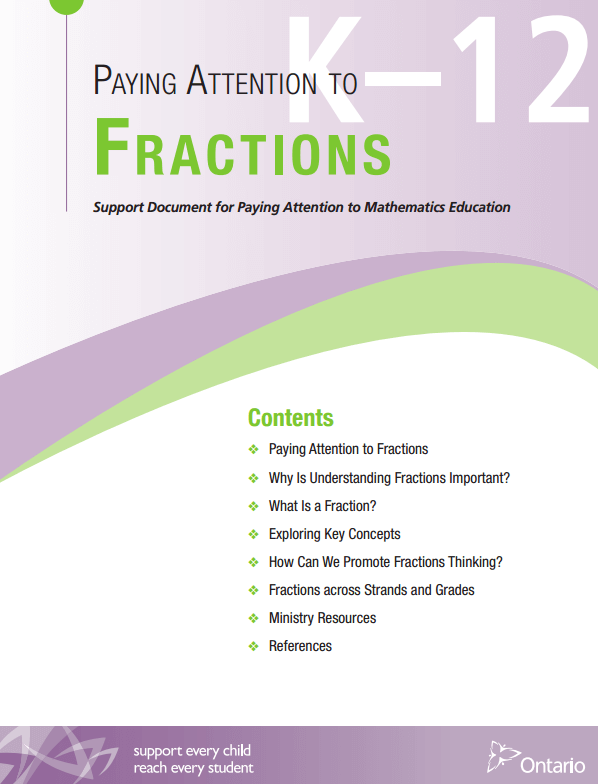 K–12
PAYING ATTENTION TO
FRACTIONS
Support Document for Paying Attention to Mathematics Education
Contents
❖ Paying Attention to Fractions
❖ Why Is Understanding Fractions Important?
❖ What Is a Fraction?
❖ Exploring Key Concepts
❖ How Can We Promote Fractions Thinking?
❖ Fractions across Strands and Grades
❖ Ministry Resources
❖ References
support every child
reach every student
Ontario